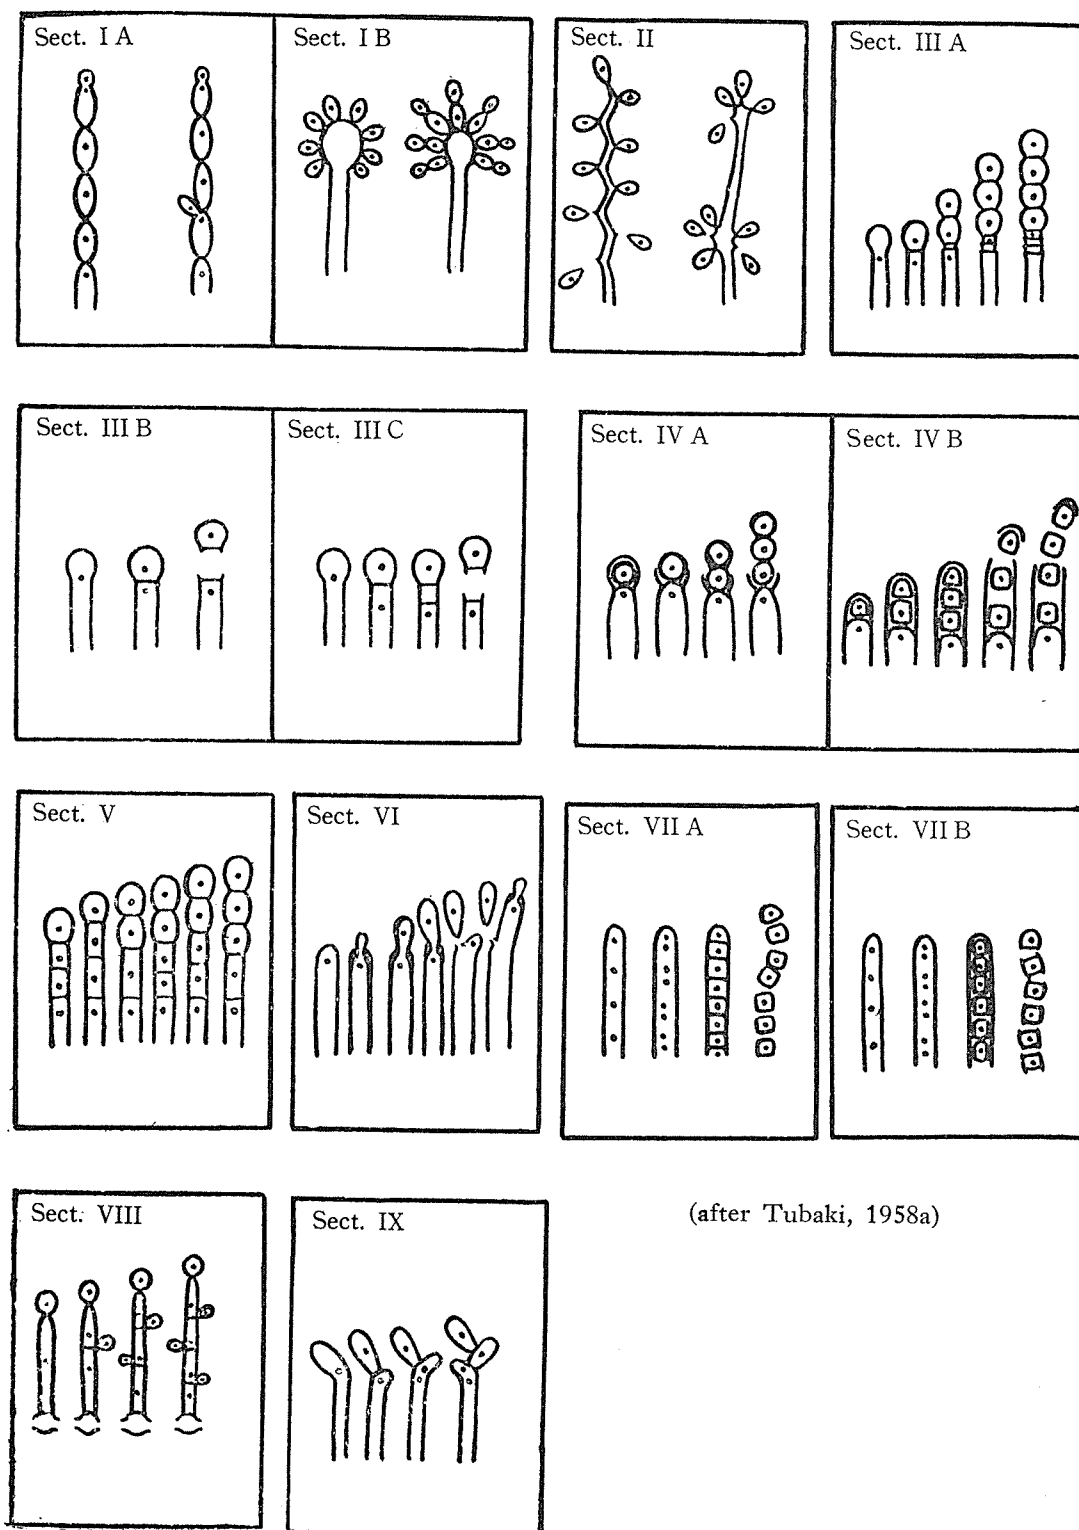 Sect. I A
Sect. I B
Sect. II
Sect. III A
Sect. III B
Sect. III C
Sect. IV A
Sect. IV B
Sect. V
Sect. VI
Sect. VII A
Sect. VII B
Sect. VIII
Sect. IX
(after Tubaki, 1958a)